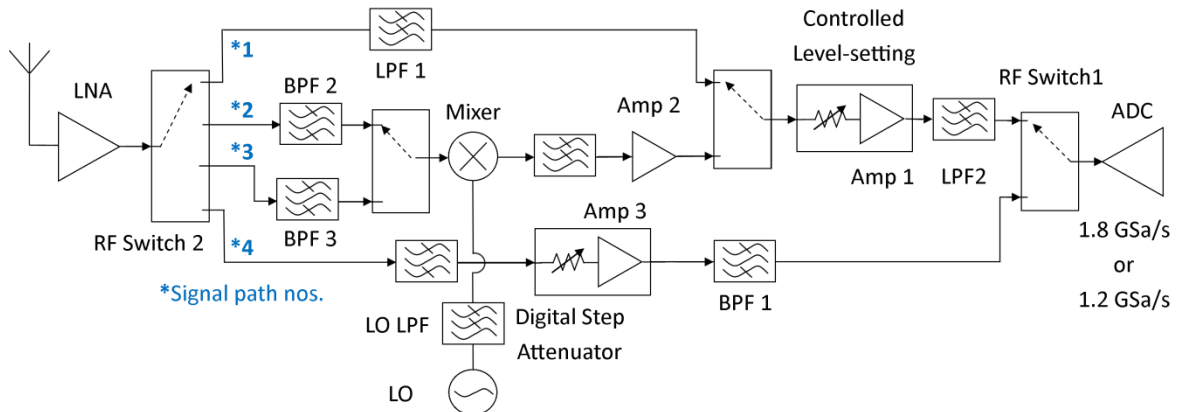 Controlled
Level-setting
*1
LPF 1
RF Switch1
LNA
BPF 2
Mixer
Amp 2
ADC
*2
*3
Amp 1
LPF2
BPF 3
Amp 3
RF Switch 2
*4
1.8 GSa/s
or
1.2 GSa/s
*Signal path nos.
BPF 1
LO LPF
Digital Step
Attenuator
LO